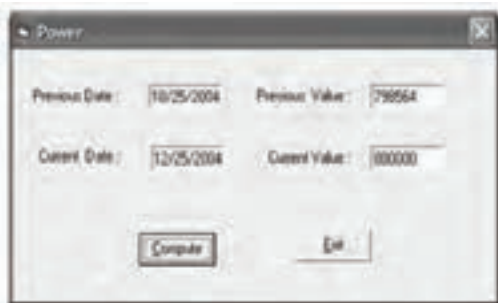 Power
Previous Date : 10/25/2004 Previous Value : 798564
Current Date : 12/25/2004 Current Value : 800000
Compute Exit